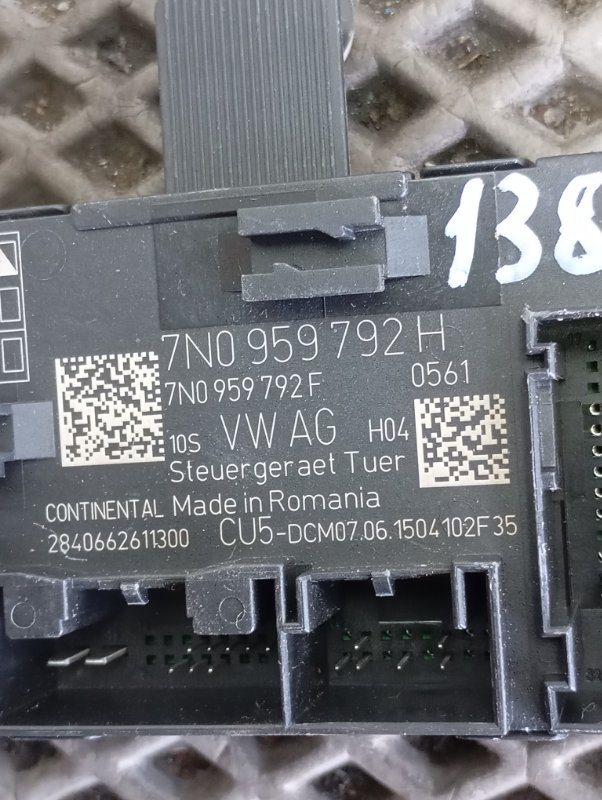 138
7N0 959 792 H
7N0 959 792 F 0561
10S VW AG H04
Steuergeraet Tuer
CONTINENTAL Made in Romania
2840662611300 CU5-DCM07.06.1504102F35